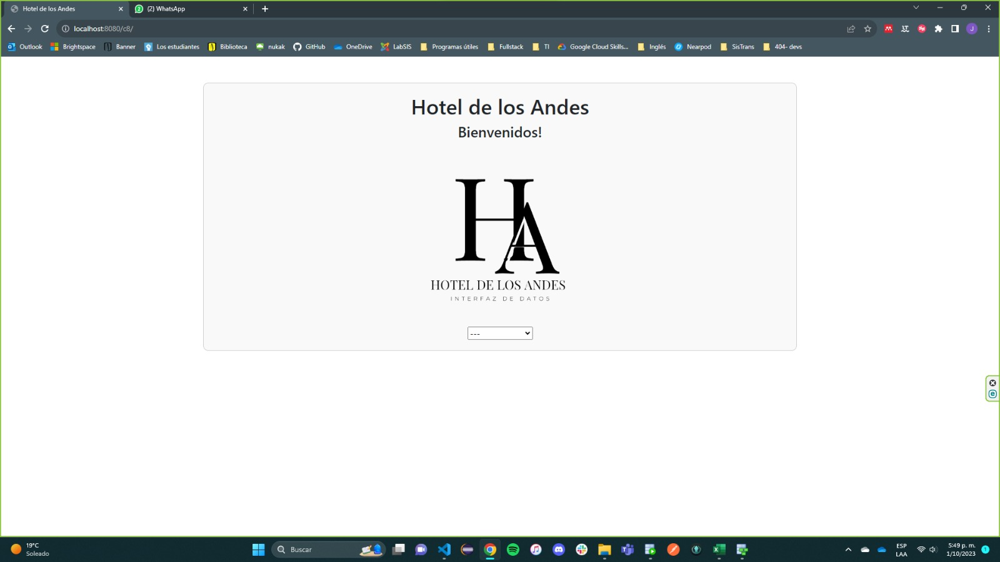 Hotel de los Andes
(2) WhatsApp
localhost:8080/c8/
Outlook Brightspace Banner Los estudiantes Biblioteca nukak GitHub OneDrive LabSIS Programas útiles Fullstack TI Google Cloud Skills... Inglés Nearpod SisTrans 404- devs
Hotel de los Andes
Bienvenidos!
HA
HOTEL DE LOS ANDES
INTERFAZ DE DATOS
---
19°C
Soleado
Buscar
ESP
LAA
5:49 p. m.
1/10/2023
1